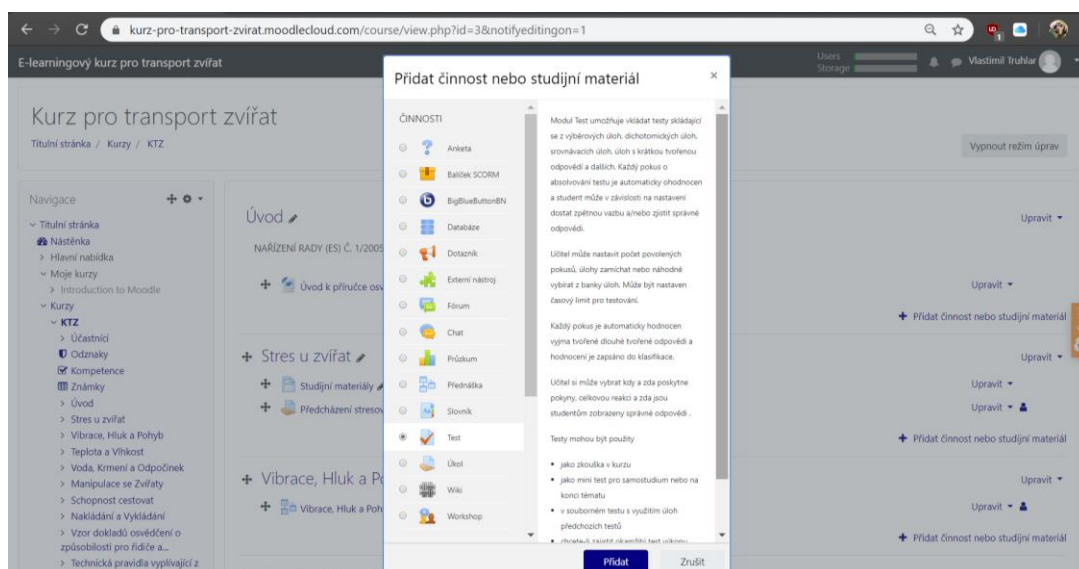 kurz-pro-transport-zvirat.moodlecloud.com/course/view.php?id=3&notifyeditingon=1
E-learningový kurz pro transport zvířat
Users
Storage
Vlastimil Truhlar
Kurz pro transport zvířat
Titulní stránka / Kurzy / KTZ
Vypnout režim úprav
Navigace
Titulní stránka
Nástěnka
Hlavní nabídka
Moje kurzy
Introduction to Moodle
Kurzy
KTZ
Účastníci
Odznaky
Kompetence
Známky
Úvod
Stres u zvířat
Vibrace, Hluk a Pohyb
Teplota a Vlhkost
Voda, Krmení a Odpočinek
Manipulace se Zvířaty
Schopnost cestovat
Nakládání a Vykládání
Vzor dokladů osvědčení o
způsobilosti pro řidiče a...
Technická pravidla vyplívající z
Úvod
NAŘÍZENÍ RADY (ES) Č. 1/2005
Úvod k příručce osv
Stres u zvířat
Studijní materiály
Předcházení stresov
Vibrace, Hluk a Po
Vibrace, Hluk a Poh
Přidat činnost nebo studijní materiál
×
ČINNOSTI
Anketa
Balíček SCORM
BigBlueButtonBN
Databáze
Dotazník
Externí nástroj
Fórum
Chat
Průzkum
Přednáška
Slovník
Test
Úkol
Wiki
Workshop
Modul Test umožňuje vkládat testy skládající
se z výběrových úloh, dichotomických úloh,
srovnávacích úloh, úloh s krátkou tvořenou
odpovědí a dalších. Každý pokus o
absolvování testu je automaticky ohodnocen
a student může v závislosti na nastavení
dostat zpětnou vazbu a/nebo zjistit správné
odpovědi.
Učitel může nastavit počet povolených
pokusů, úlohy zamíchat nebo náhodně
vybírat z banky úloh. Může být nastaven
časový limit pro testování.
Každý pokus je automaticky hodnocen
vyjma tvořené dlouhé tvořené odpovědi a
hodnocení je zapsáno do klasifikace.
Učitel si může vybrat kdy a zda poskytne
pokyny, celkovou reakci a zda jsou
studentům zobrazeny správné odpovědi .
Testy mohou být použity
jako zkouška v kurzu
jako mini test pro samostudium nebo na
konci tématu
v souborném testu s využitím úloh
předchozích testů
chcete-li zajistit okamžitý test výkonu
Přidat
Zrušit
Upravit
Upravit
+ Přidat činnost nebo studijní materiál
Upravit
Upravit
Upravit
+ Přidat činnost nebo studijní materiál
Upravit
Upravit
+ Přidat činnost nebo studijní materiál